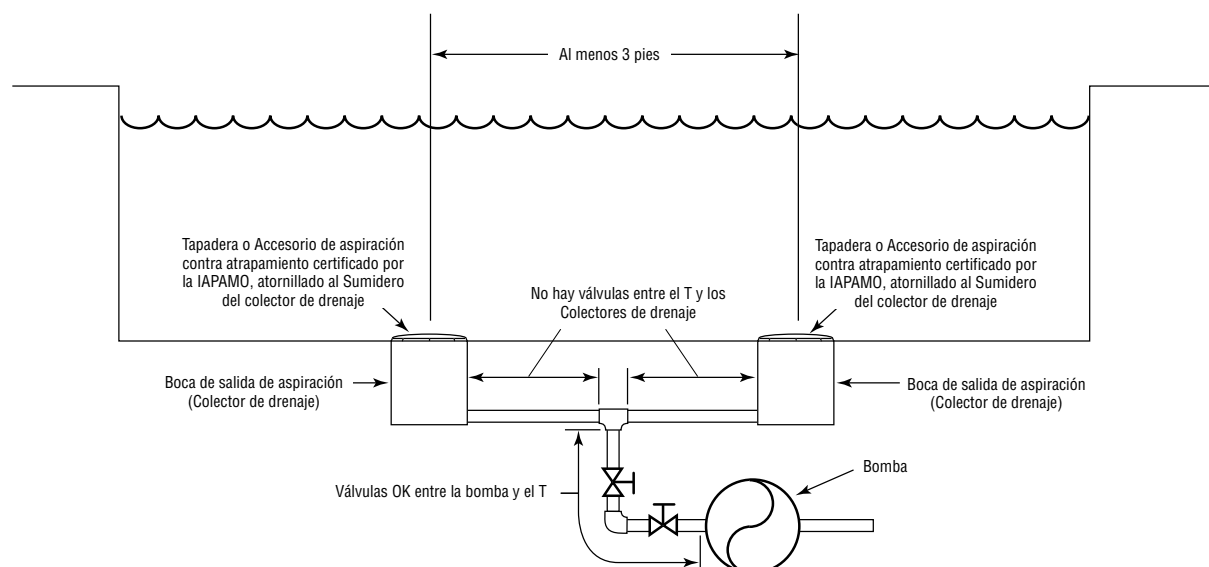 Al menos 3 pies
Tapadera o Accesorio de aspiración
contra atrapamiento certificado por
la IAPAMO, atornillado al Sumidero
del colector de drenaje
No hay válvulas entre el T y los
Colectores de drenaje
Tapadera o Accesorio de aspiración
contra atrapamiento certificado por
la IAPAMO, atornillado al Sumidero
del colector de drenaje
Boca de salida de aspiración
(Colector de drenaje)
Boca de salida de aspiración
(Colector de drenaje)
Válvulas OK entre la bomba y el T
Bomba